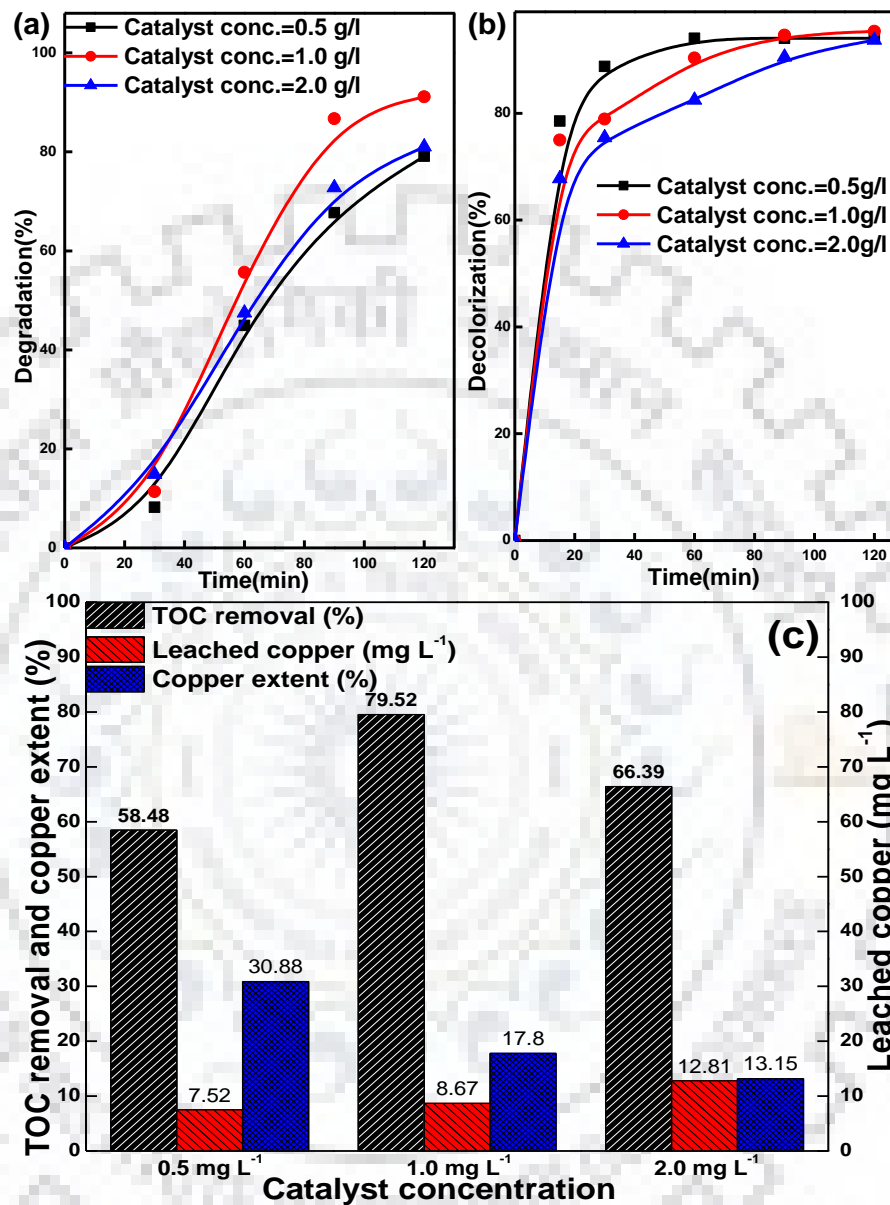 (a)
Catalyst conc.=0.5 g/l
Catalyst conc.=1.0 g/l
Catalyst conc.=2.0 g/l
Degradation(%)
100
80
60
40
20
0
0 20 40 60 80 100 120
Time(min)
(b)
Catalyst conc.=0.5g/l
Catalyst conc.=1.0g/l
Catalyst conc.=2.0g/l
Decolorization(%)
80
60
40
20
0
0 20 40 60 80 100 120
Time(min)
(c)
TOC removal (%)
Leached copper (mg L⁻¹)
Copper extent (%)
TOC removal and copper extent (%)
100
90
80
70
60
50
40
30
20
10
0
58.48
7.52
30.88
79.52
8.67
17.8
66.39
12.81
13.15
100
90
80
70
60
50
40
30
20
10
0
Leached copper (mg L⁻¹)
0.5 mg L⁻¹ 1.0 mg L⁻¹ 2.0 mg L⁻¹
Catalyst concentration